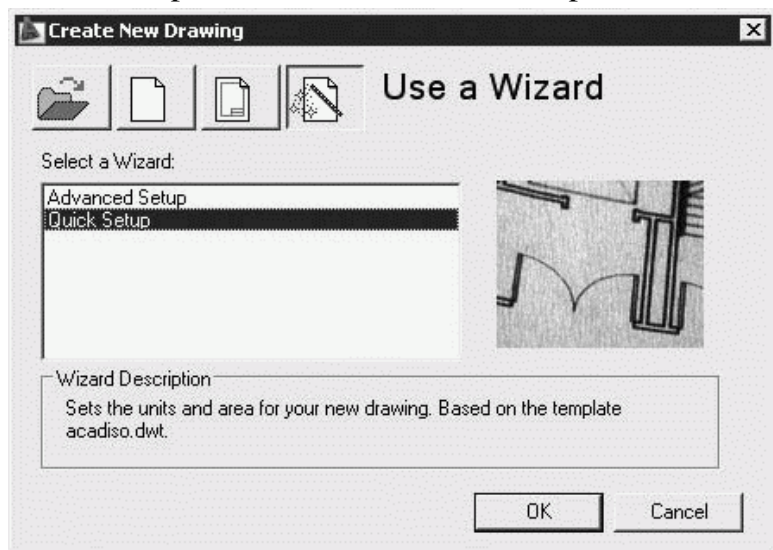 Create New Drawing
Use a Wizard
Select a Wizard:
Advanced Setup
Quick Setup
Wizard Description
Sets the units and area for your new drawing. Based on the template
acadiso.dwt.
OK
Cancel